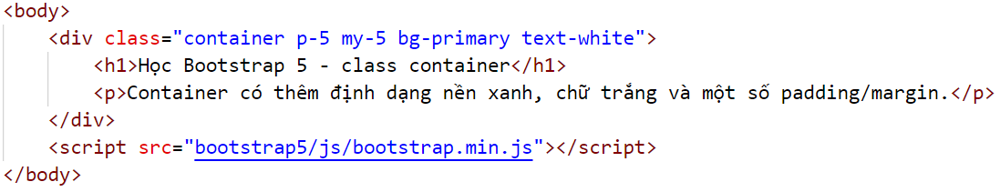 <body>
<div class="container p-5 my-5 bg-primary text-white">
<h1>Học Bootstrap 5 - class container</h1>
<p>Container có thêm định dạng nền xanh, chữ trắng và một số padding/margin.</p>
</div>
<script src="bootstrap5/js/bootstrap.min.js"></script>
</body>